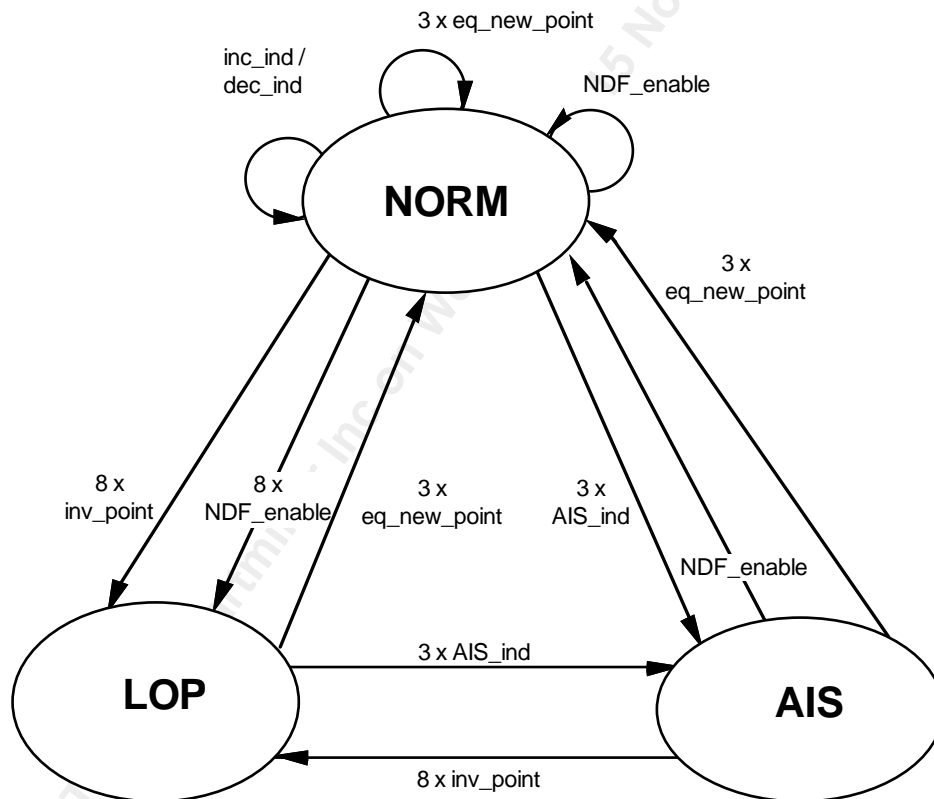 3 x eq_new_point
inc_ind /
dec_ind
NDF_enable
NORM
3 x
eq_new_point
8 x
inv_point
8 x
NDF_enable
3 x
eq_new_point
3 x
AIS_ind
NDF_enable
3 x AIS_ind
LOP
AIS
8 x inv_point